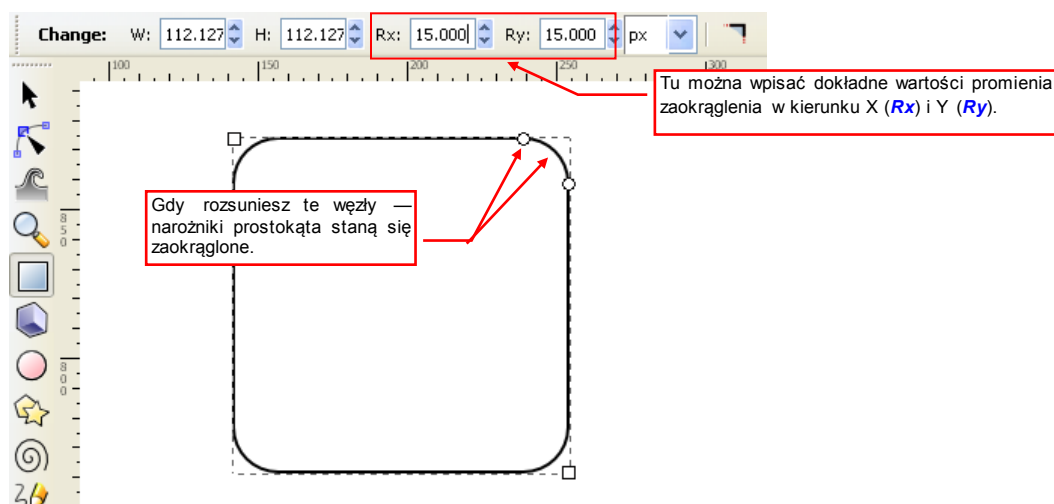 Change: W: 112.127 H: 112.127 Rx: 15.000 Ry: 15.000 px
100 150 200 250 300
Tu można wpisać dokładne wartości promienia
zaokrąglenia w kierunku X (Rx) i Y (Ry).
Gdy rozsuniesz te węzły —
narożniki prostokąta staną się
zaokrąglone.
850
800